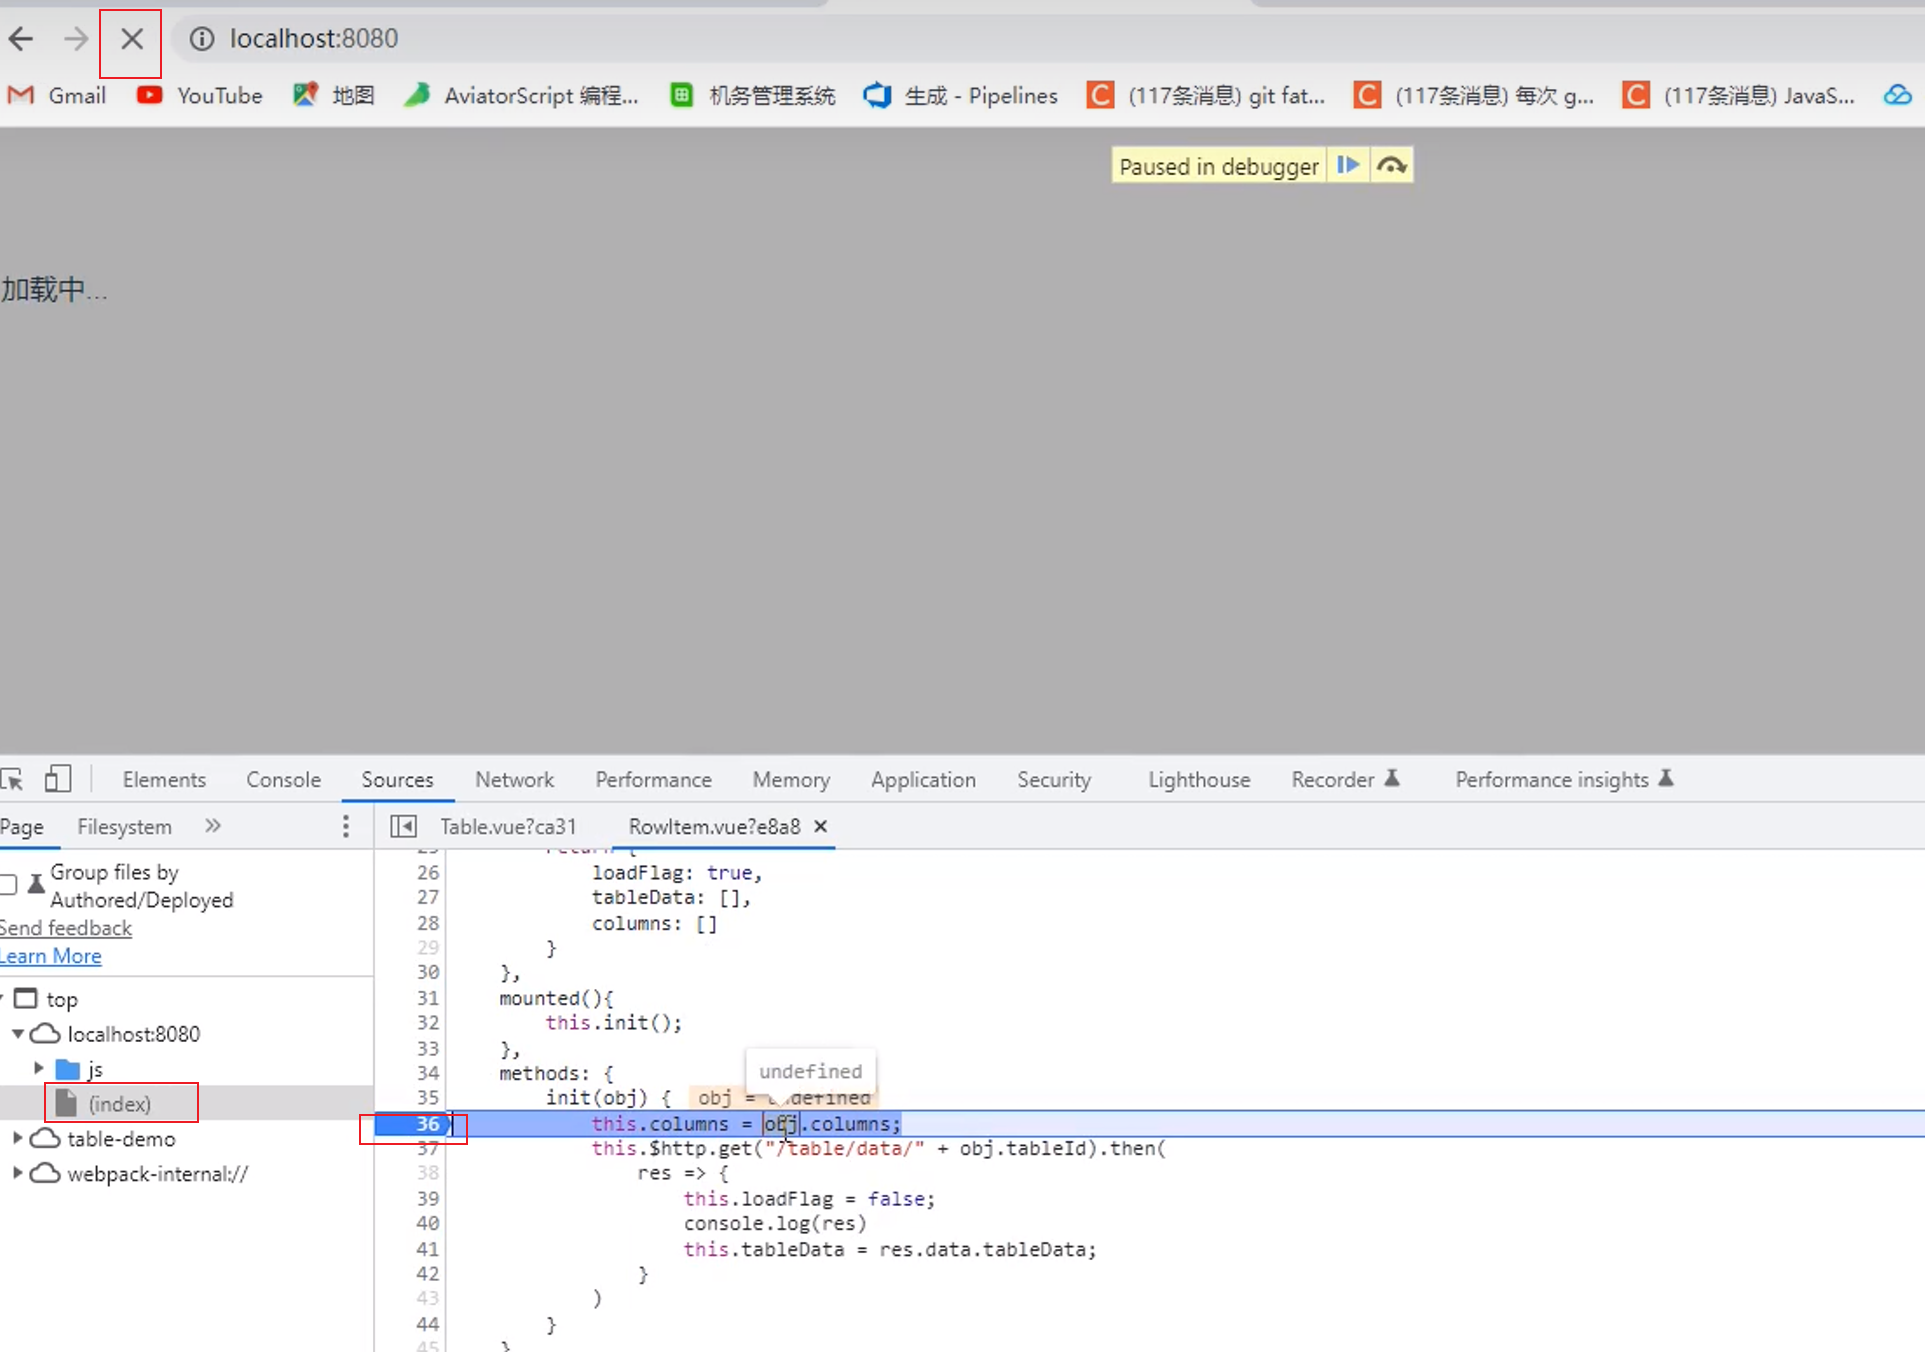 localhost:8080
Gmail YouTube 地图 AviatorScript 编程... 机务管理系统 生成 - Pipelines (117条消息) git fat... (117条消息) 每次 g... (117条消息) JavaS...
Paused in debugger
加载中...
Elements Console Sources Network Performance Memory Application Security Lighthouse Recorder Performance insights
Page Filesystem » Table.vue?ca31 RowItem.vue?e8a8 ×
Group files by
Authored/Deployed
Send feedback
Learn More
top
localhost:8080
js
(index)
table-demo
webpack-internal://
25 return {
26 loadFlag: true,
27 tableData: [],
28 columns: []
29 }
30 },
31 mounted(){
32 this.init();
33 },
34 methods: {
undefined
35 init(obj) { obj = undefined
36 this.columns = obj.columns;
37 this.$http.get("/table/data/" + obj.tableId).then(
38 res => {
39 this.loadFlag = false;
40 console.log(res)
41 this.tableData = res.data.tableData;
42 }
43 )
44 }
45 }